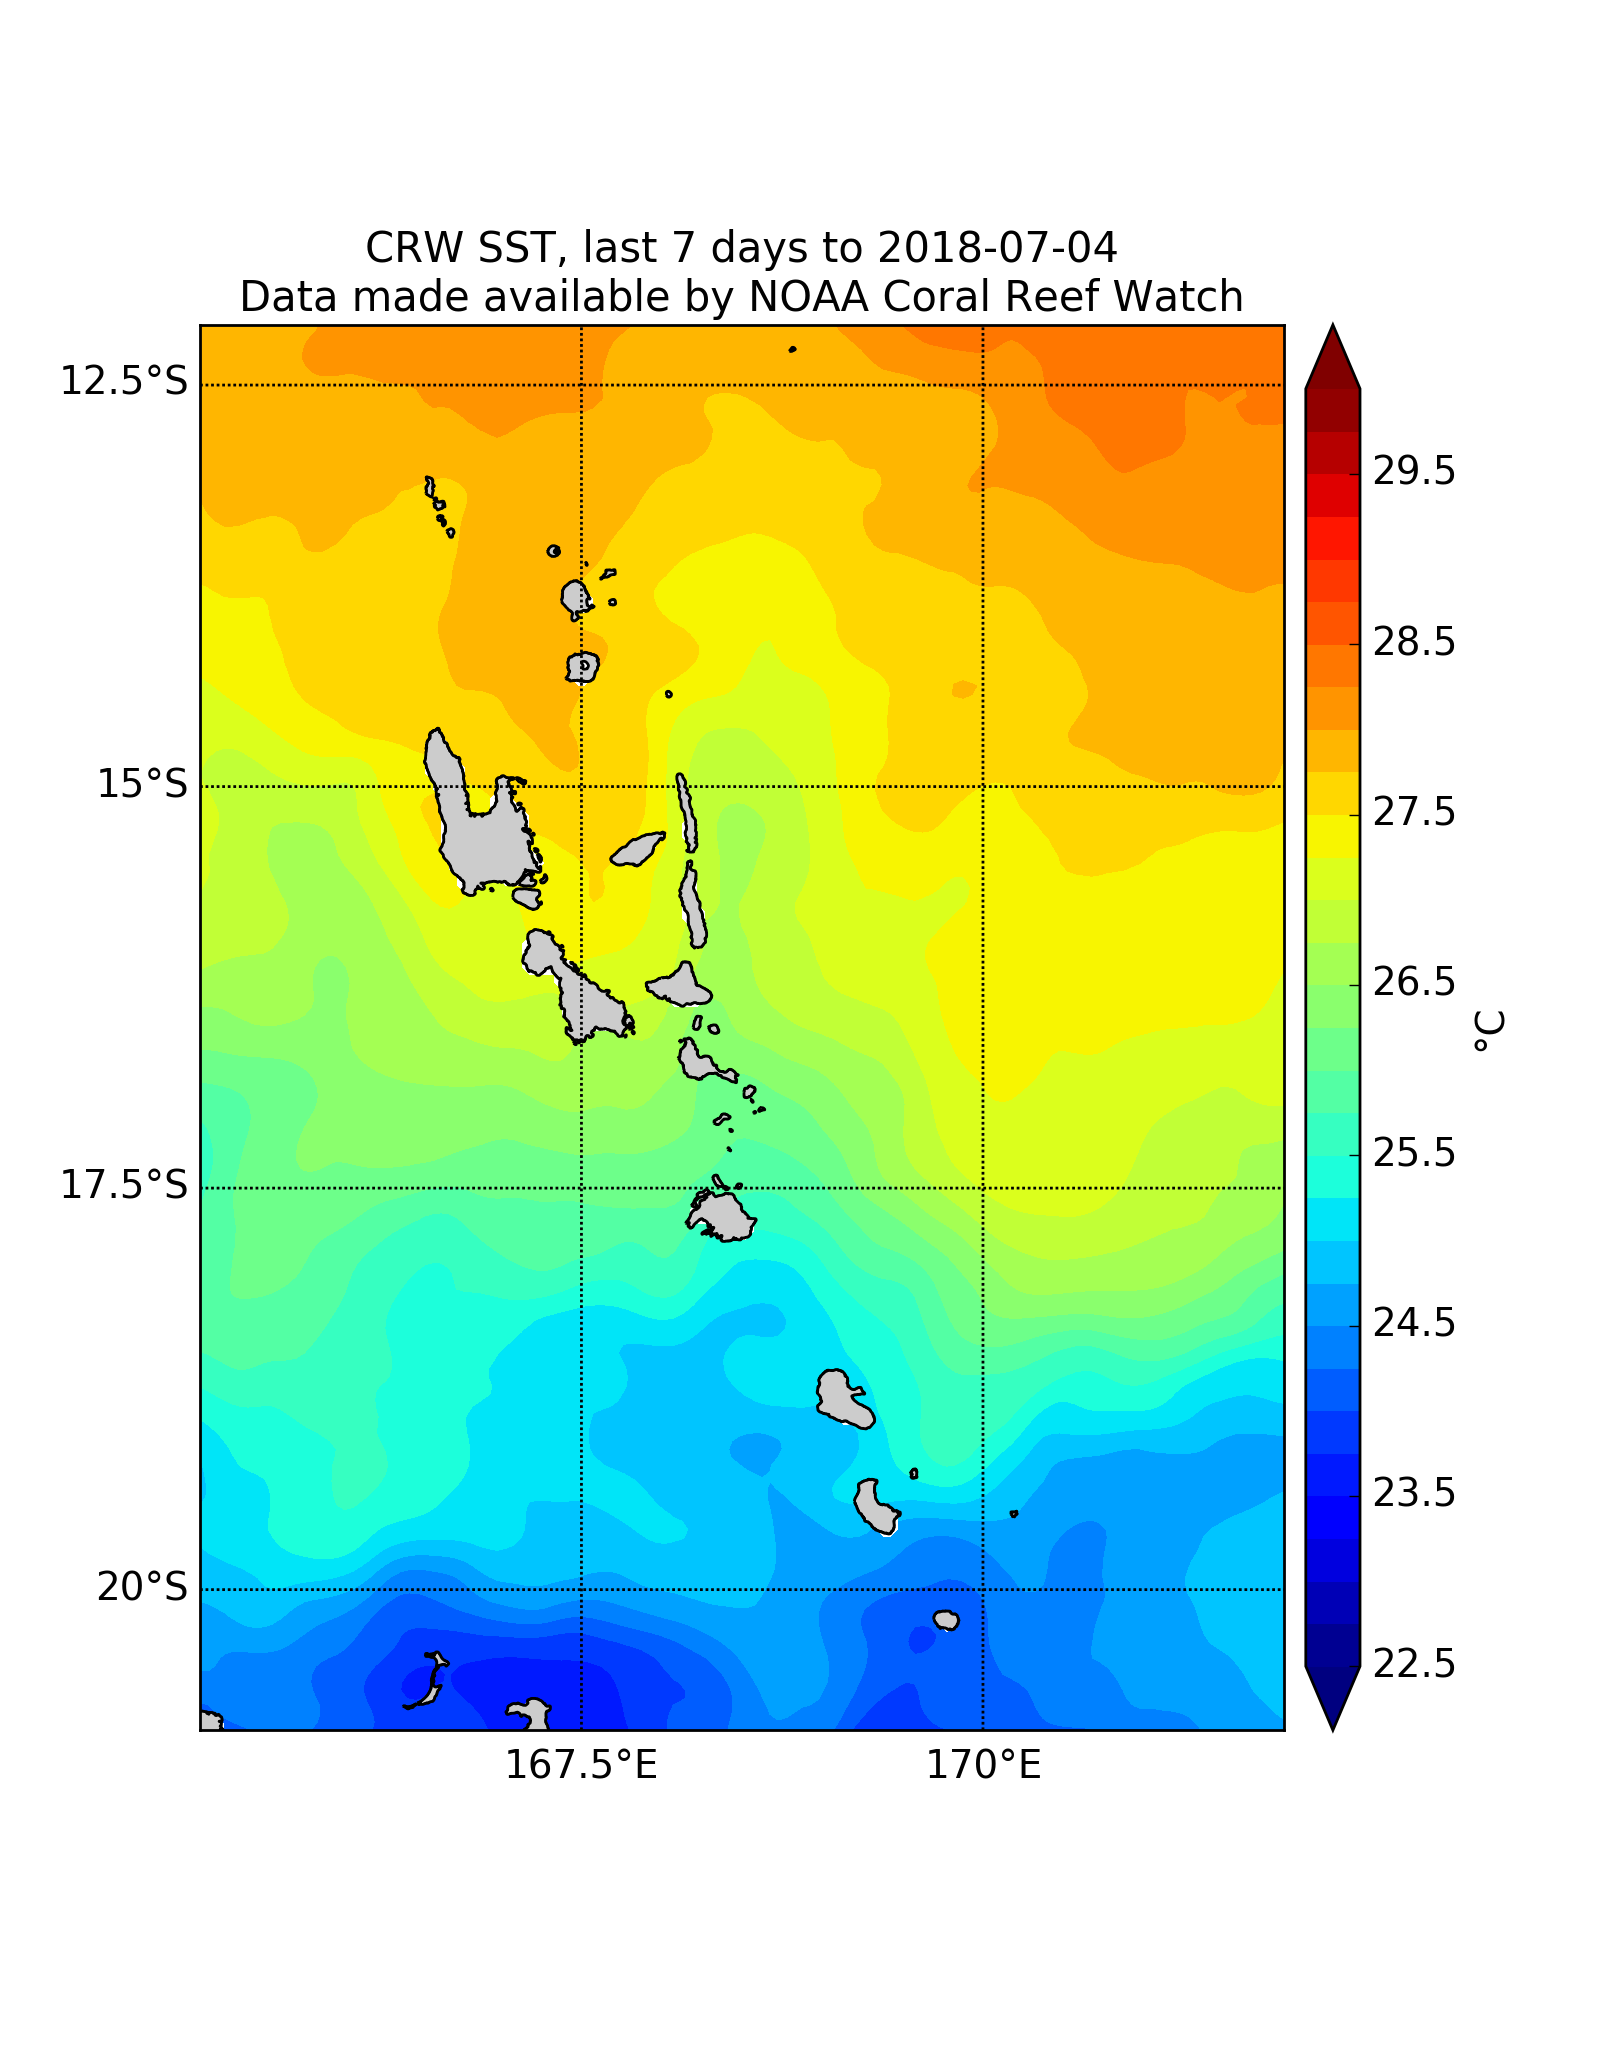 CRW SST, last 7 days to 2018-07-04
Data made available by NOAA Coral Reef Watch
12.5°S
15°S
17.5°S
20°S
167.5°E
170°E
29.5
28.5
27.5
26.5
25.5
24.5
23.5
22.5
°C